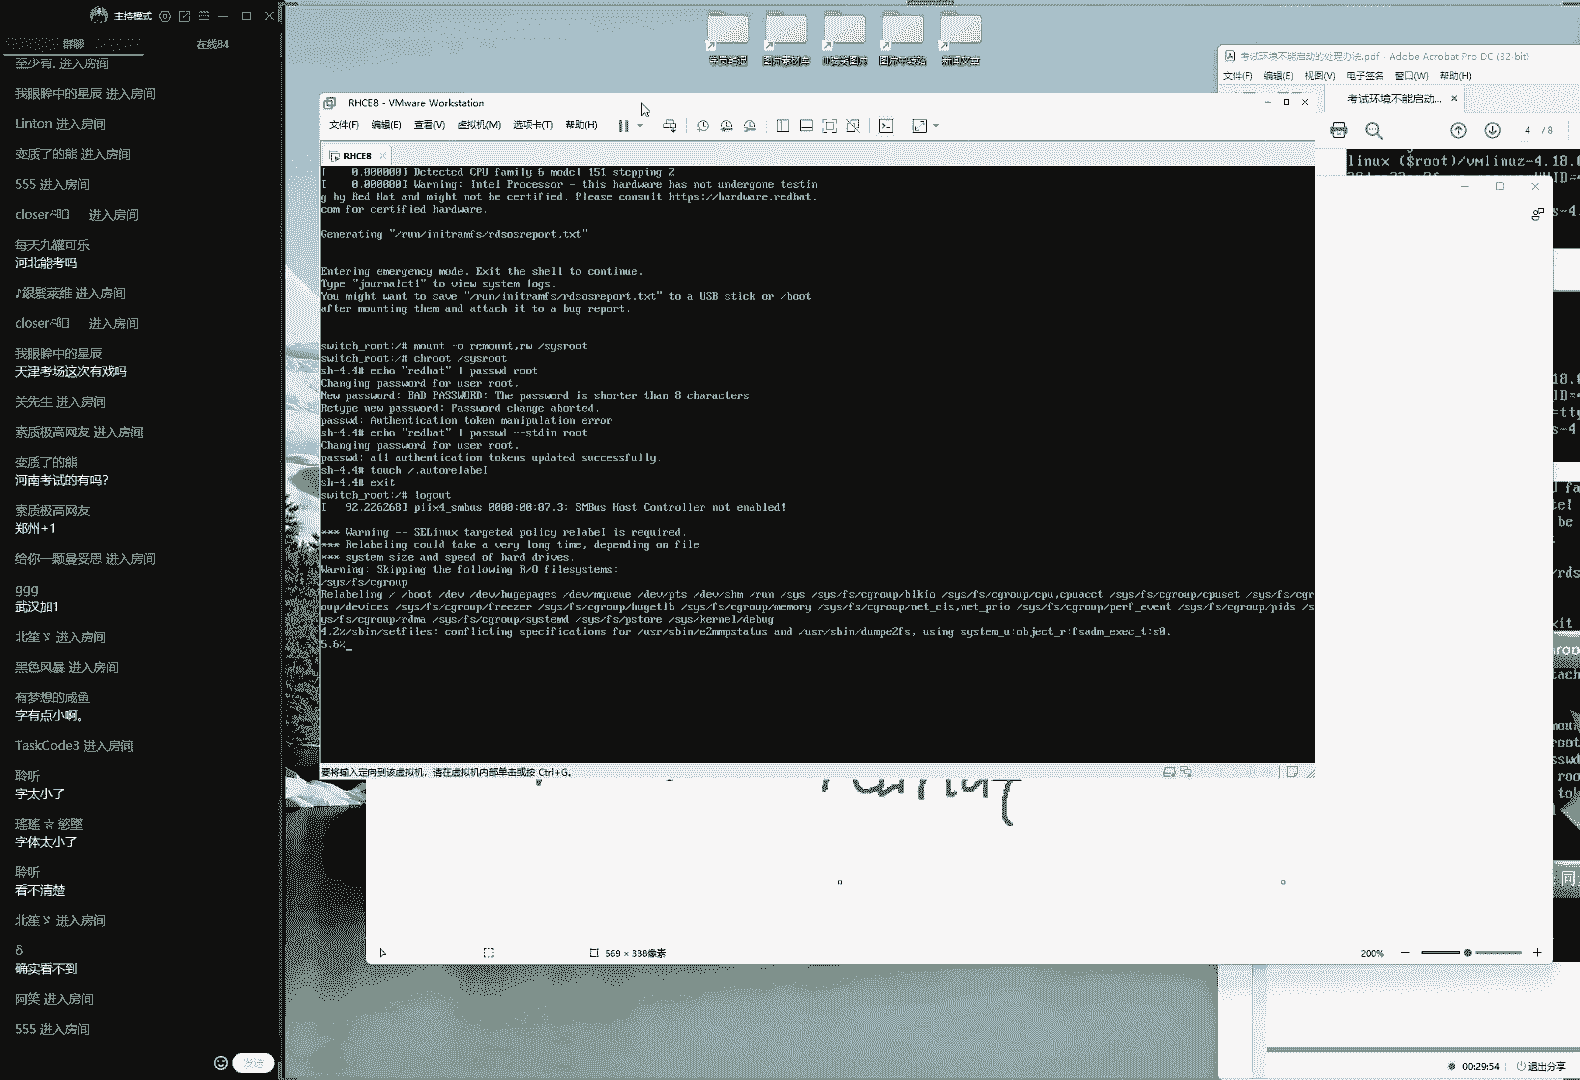 主持模式
群聊
在线84
至少有. 进入房间
我眼眸中的星辰 进入房间
Linton 进入房间
变质了的熊 进入房间
555 进入房间
进入房间
每天九罐可乐
河北能考吗
进入房间
进入房间
我眼眸中的星辰
天津考场这次有戏吗
关先生 进入房间
素质极高网友 进入房间
变质了的熊
河南考试的有吗?
素质极高网友
郑州+1
给你一颗曼妥思 进入房间
ggg
武汉加1
北笙 进入房间
黑色风暴 进入房间
有梦想的咸鱼
字有点小啊。
TaskCode3 进入房间
聆听
字太小了
字体太小了
聆听
看不清楚
北笙 进入房间
δ
确实看不到
阿笑 进入房间
555 进入房间
发送
RHCE8 - VMware Workstation
文件(F) 编辑(E) 查看(V) 虚拟机(M) 选项卡(T) 帮助(H)
RHCE8
[    0.000000] Detected CPU family 6 model 151 stepping 2
[    0.000000] Warning: Intel Processor - this hardware has not undergone testin
g by Red Hat and might not be certified. Please consult https://hardware.redhat.
com for certified hardware.
Generating "/run/initramfs/rdsosreport.txt"
Entering emergency mode. Exit the shell to continue.
Type "journalctl" to view system logs.
You might want to save "/run/initramfs/rdsosreport.txt" to a USB stick or /boot
after mounting them and attach it to a bug report.
switch_root:/# mount -o remount,rw /sysroot
switch_root:/# chroot /sysroot
sh-4.4# echo "redhat" | passwd root
Changing password for user root.
New password: BAD PASSWORD: The password is shorter than 8 characters
Retype new password: Password change aborted.
passwd: Authentication token manipulation error
sh-4.4# echo "redhat" | passwd --stdin root
Changing password for user root.
passwd: all authentication tokens updated successfully.
sh-4.4# touch /.autorelabel
sh-4.4# exit
switch_root:/# logout
[   92.226268] piix4_smbus 0000:00:07.3: SMBus Host Controller not enabled!
*** Warning -- SELinux targeted policy relabel is required.
*** Relabeling could take a very long time, depending on file
*** system size and speed of hard drives.
Warning: Skipping the following R/O filesystems:
/sys/fs/cgroup
Relabeling / /boot /dev /dev/hugepages /dev/mqueue /dev/pts /dev/shm /run /sys /sys/fs/cgroup/blkio /sys/fs/cgroup/cpu,cpuacct /sys/fs/cgroup/cpuset /sys/fs/cgr
oup/devices /sys/fs/cgroup/freezer /sys/fs/cgroup/hugetlb /sys/fs/cgroup/memory /sys/fs/cgroup/net_cls,net_prio /sys/fs/cgroup/perf_event /sys/fs/cgroup/pids /s
ys/fs/cgroup/rdma /sys/fs/cgroup/systemd /sys/fs/pstore /sys/kernel/debug
4.2%/sbin/setfiles: conflicting specifications for /usr/sbin/e2mmpstatus and /usr/sbin/dumpe2fs, using system_u:object_r:fsadm_exec_t:s0.
5.6%_
要将输入定向到该虚拟机，请在虚拟机内部单击或按 Ctrl+G。
569 × 338像素
200%
考试环境不能启动的处理办法.pdf - Adobe Acrobat Pro DC (32-bit)
文件(F) 编辑(E) 视图(V) 电子签名 窗口(W) 帮助(H)
考试环境不能启动...
4 / 8
linux ($root)/vmlinuz-4.18.0
00:29:54
退出分享